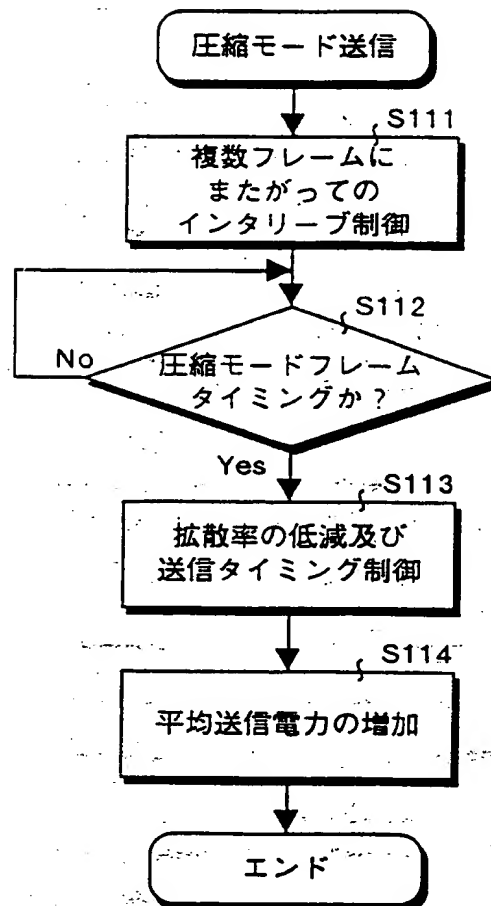 圧縮モード送信
S111
複数フレームに
またがっての
インタリーブ制御
S112
圧縮モードフレーム
タイミングか?
No
Yes
S113
拡散率の低減及び
送信タイミング制御
S114
平均送信電力の増加
エンド